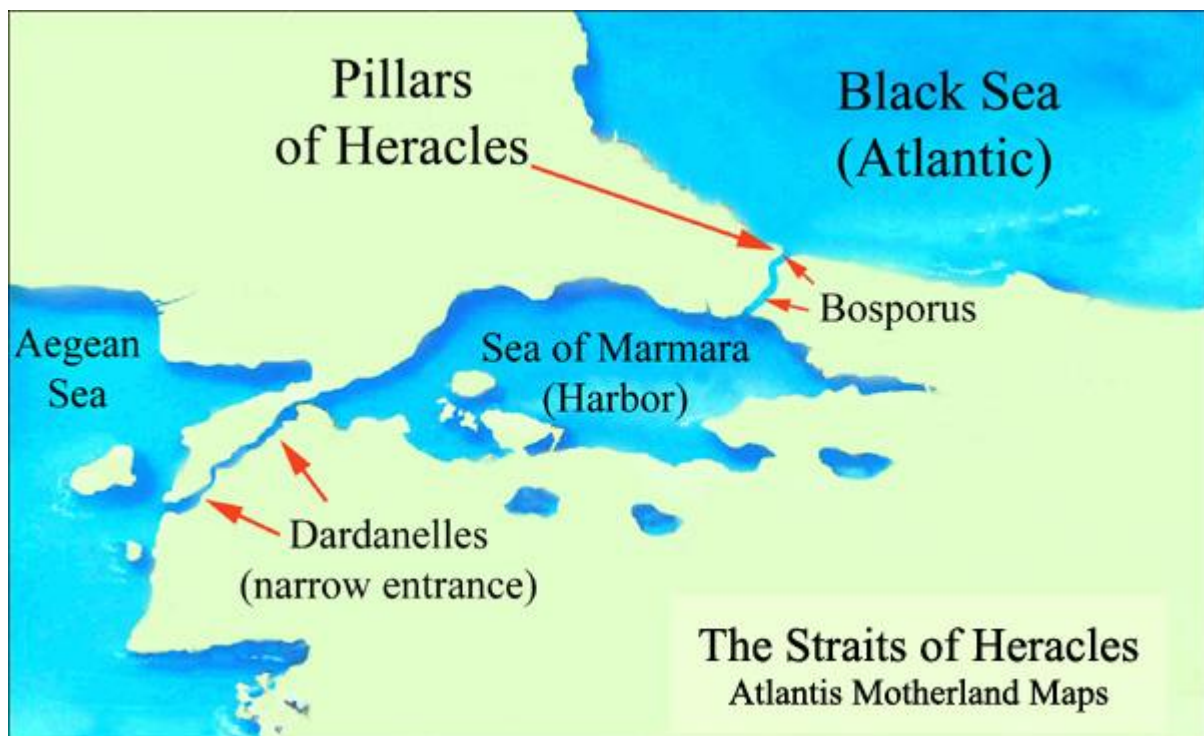 Pillars
of Heracles
Black Sea
(Atlantic)
Bosporus
Aegean
Sea
Sea of Marmara
(Harbor)
Dardanelles
(narrow entrance)
The Straits of Heracles
Atlantis Motherland Maps